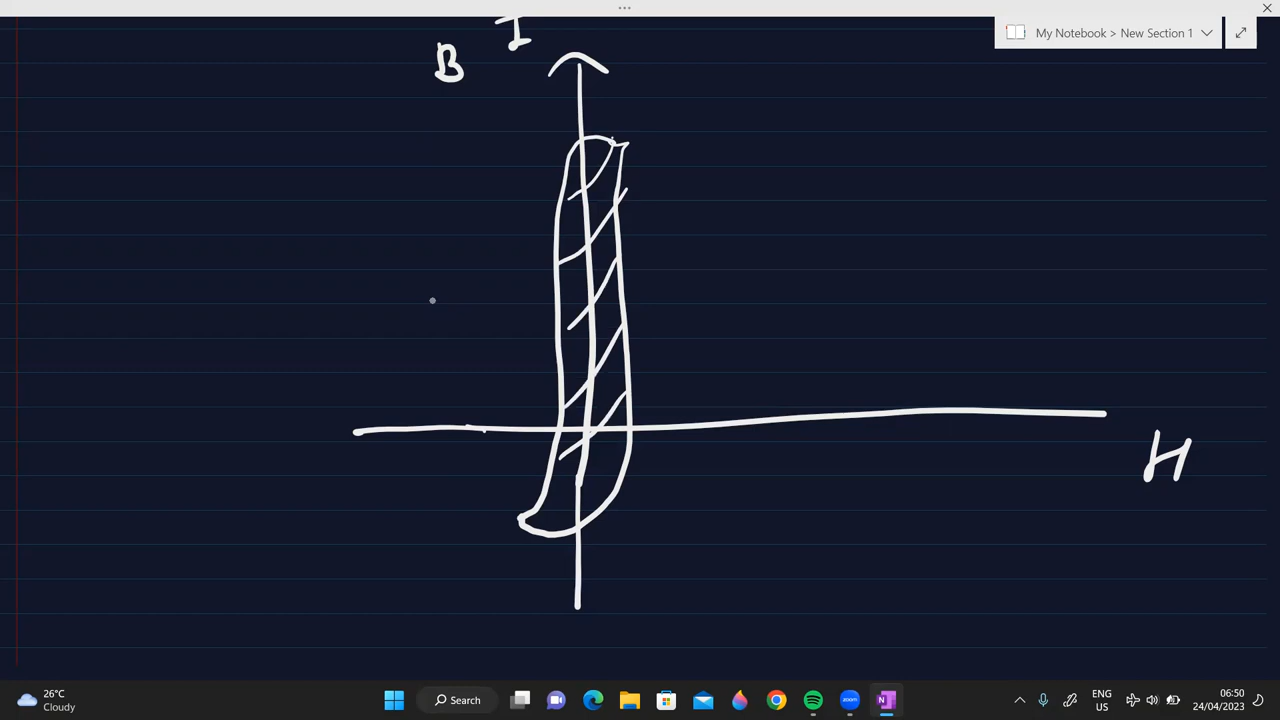 I
B
My Notebook > New Section 1
H
26°C
Cloudy
Search
ENG
US
06:50
24/04/2023